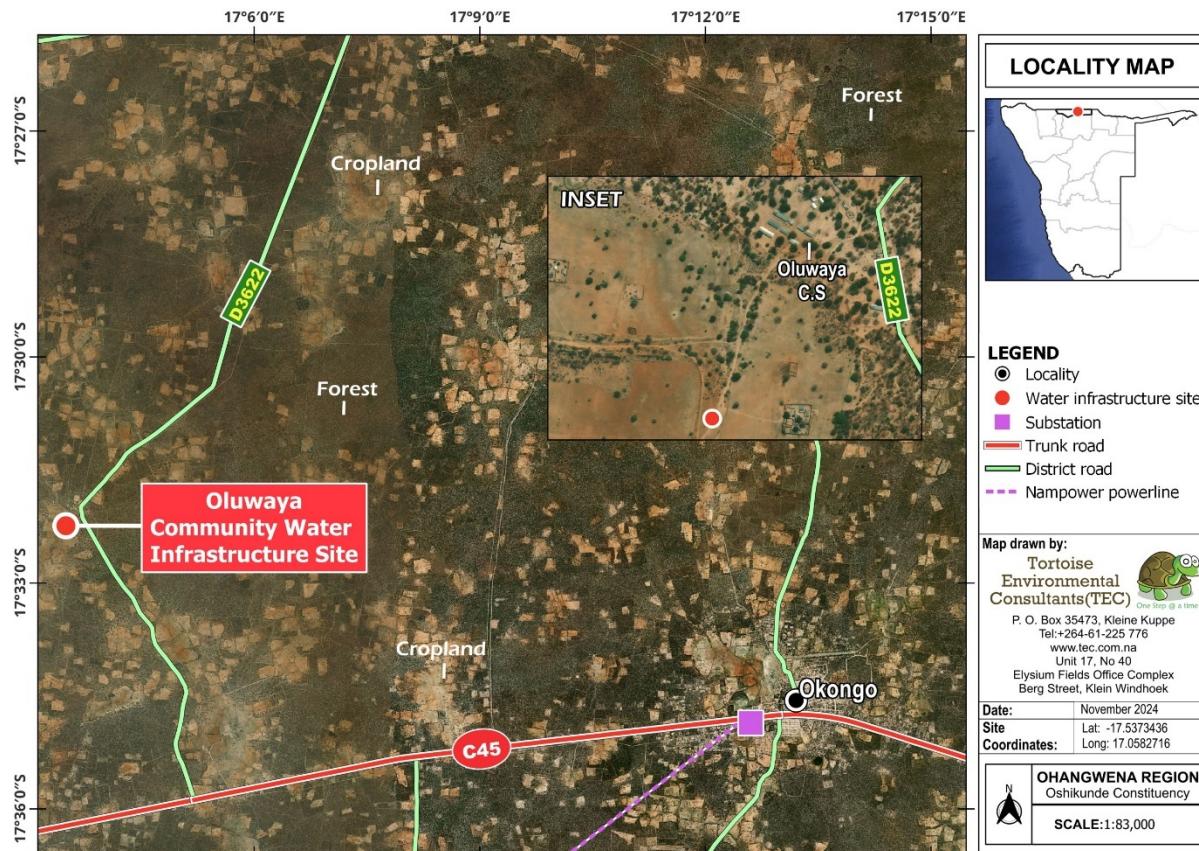 17°6'0"E
17°9'0"E
17°12'0"E
17°15'0"E
17°27'0"S
17°30'0"S
17°33'0"S
17°36'0"S
Forest
Cropland
D3622
Forest
INSET
Oluwaya
C.S
D3622
Oluwaya
Community Water
Infrastructure Site
Cropland
Okongo
C45
LOCALITY MAP
LEGEND
Locality
Water infrastructure site
Substation
Trunk road
District road
Nampower powerline
Map drawn by:
Tortoise
Environmental
Consultants(TEC)
One Step @ a time
P. O. Box 35473, Kleine Kuppe
Tel:+264-61-225 776
www.tec.com.na
Unit 17, No 40
Elysium Fields Office Complex
Berg Street, Klein Windhoek
Date: November 2024
Site Lat: -17.5373436
Coordinates: Long: 17.0582716
N
OHANGWENA REGION
Oshikunde Constituency
SCALE:1:83,000